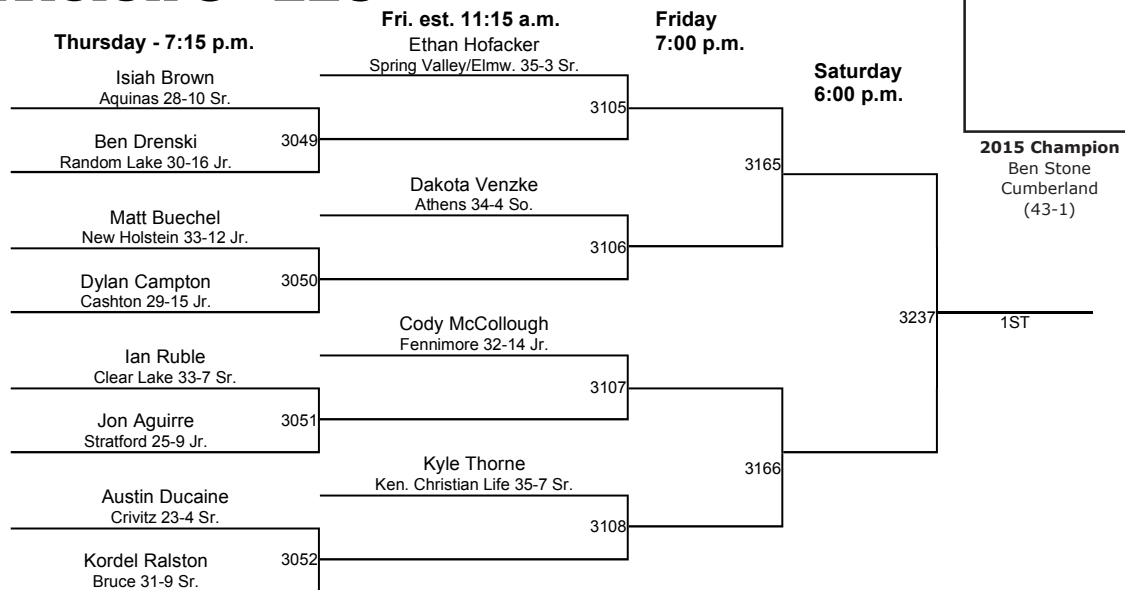 Thursday - 7:15 p.m.
Fri. est. 11:15 a.m.
Friday
7:00 p.m.
Saturday
6:00 p.m.
Isiah Brown
Aquinas 28-10 Sr.
Ben Drenski
Random Lake 30-16 Jr.
3049
Matt Buechel
New Holstein 33-12 Jr.
Dylan Campton
Cashton 29-15 Jr.
3050
Ian Ruble
Clear Lake 33-7 Sr.
Jon Aguirre
Stratford 25-9 Jr.
3051
Austin Ducaine
Crivitz 23-4 Sr.
Kordel Ralston
Bruce 31-9 Sr.
3052
Ethan Hofacker
Spring Valley/Elmw. 35-3 Sr.
3105
Dakota Venzke
Athens 34-4 So.
3106
Cody McCollough
Fennimore 32-14 Jr.
3107
Kyle Thorne
Ken. Christian Life 35-7 Sr.
3108
3165
3166
3237
1ST
2015 Champion
Ben Stone
Cumberland
(43-1)